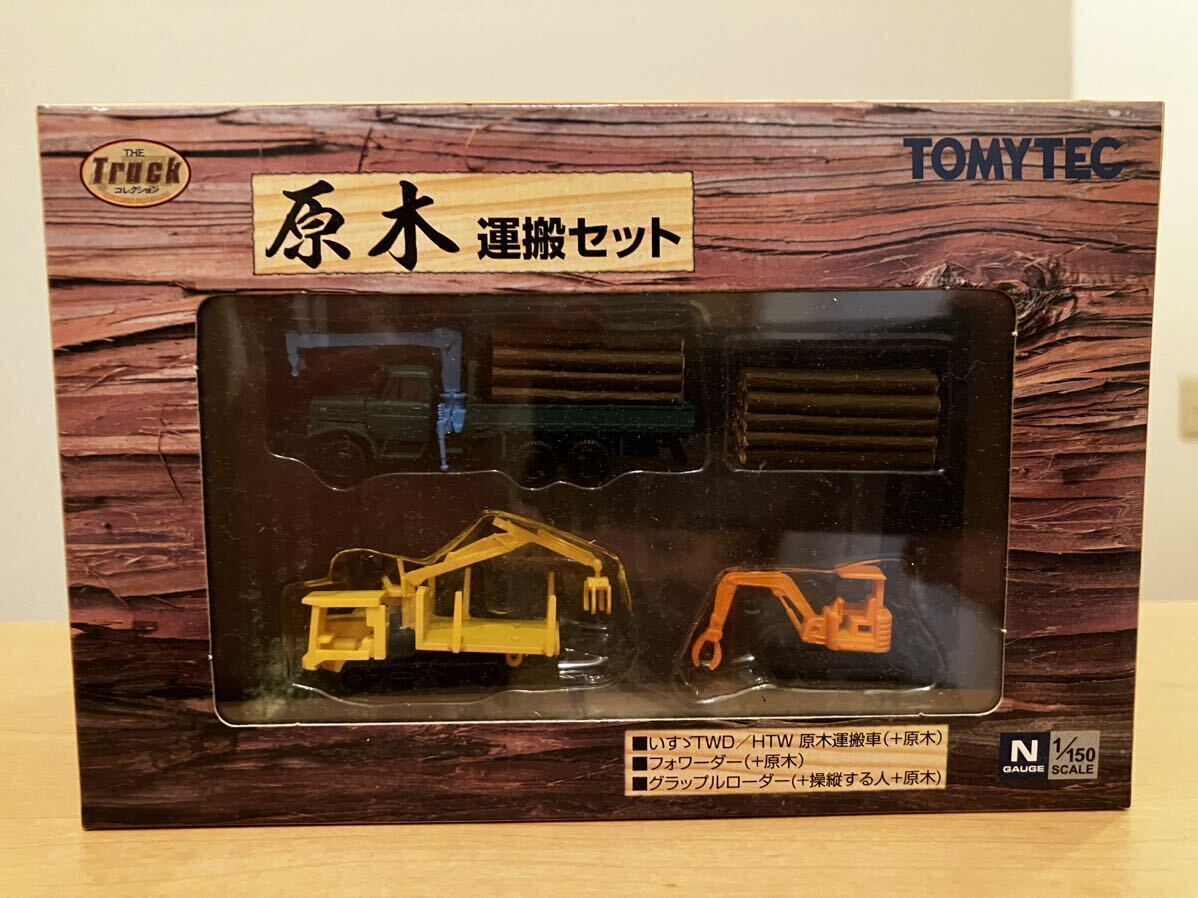 THE
Truck
コレクション
TOMYTEC
原木 運搬セット
■いすゞTWD／HTW 原木運搬車(+原木)
■フォワーダー(+原木)
■グラップルローダー(+操縦する人+原木)
N
GAUGE
1/150
SCALE